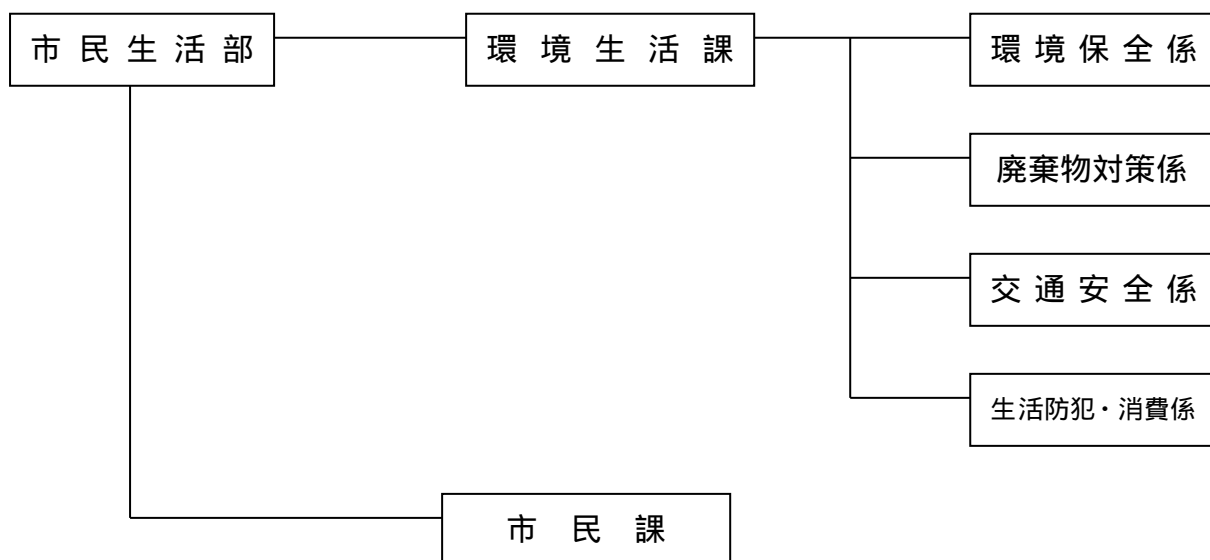 市民生活部
環境生活課
環境保全係
廃棄物対策係
交通安全係
生活防犯・消費係
市民課